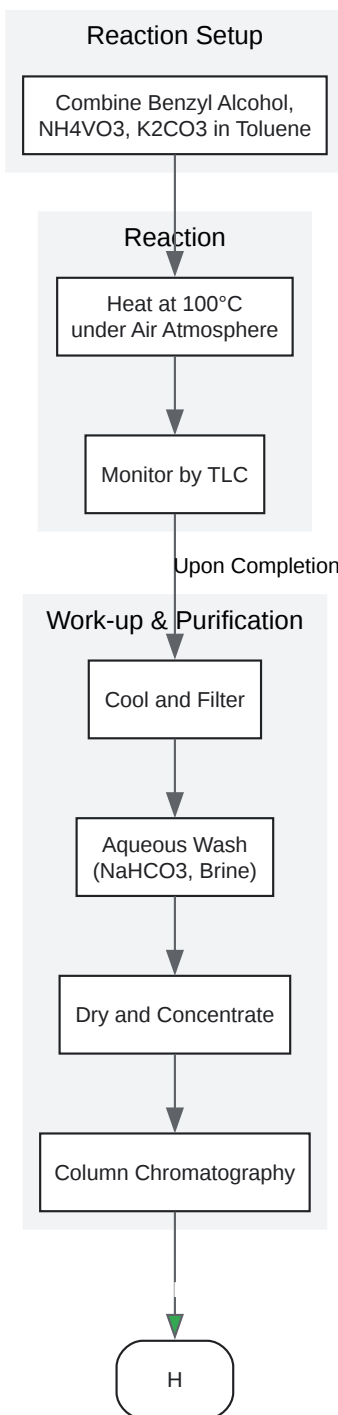 Reaction Setup
Combine Benzyl Alcohol,
NH4VO3, K2CO3 in Toluene
Reaction
Heat at 100°C
under Air Atmosphere
Monitor by TLC
Upon Completion
Work-up & Purification
Cool and Filter
Aqueous Wash
(NaHCO3, Brine)
Dry and Concentrate
Column Chromatography
H